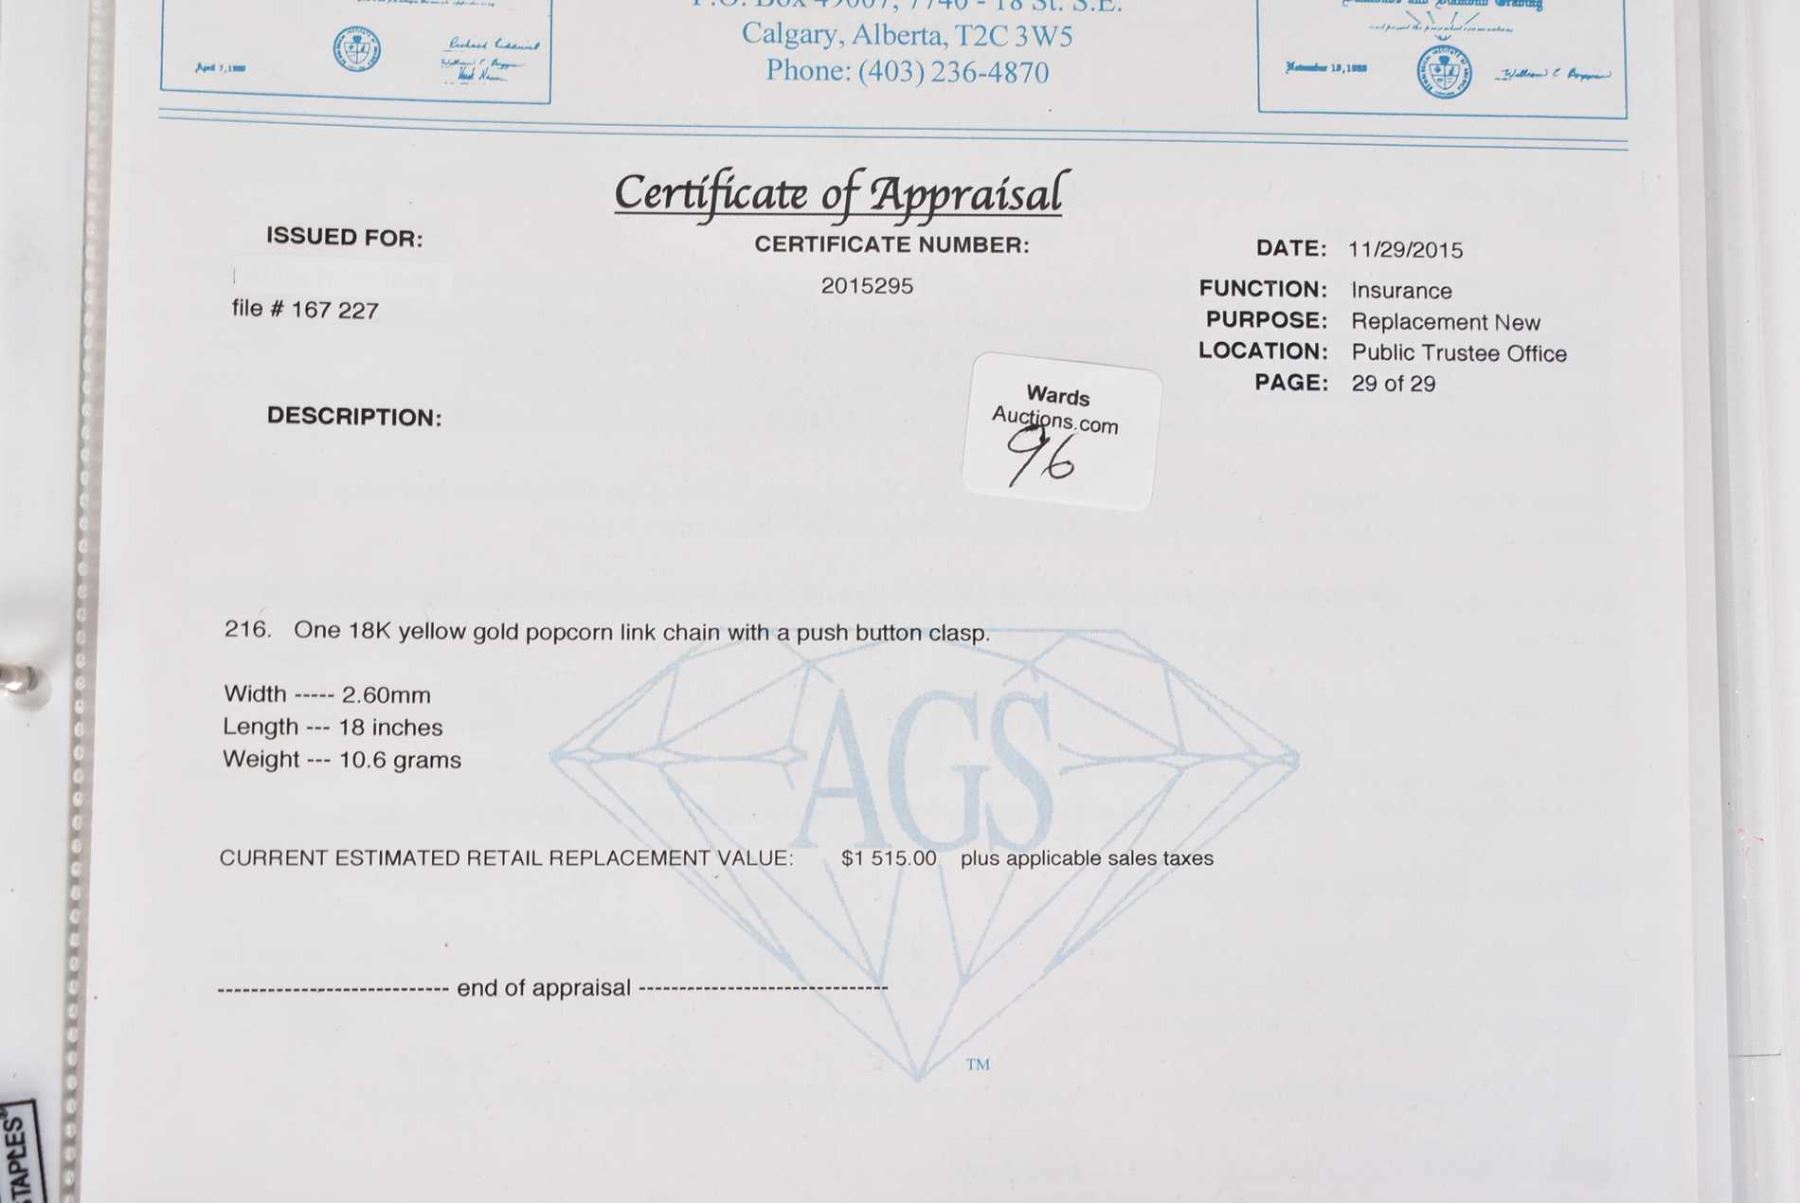 Calgary, Alberta, T2C 3W5
Phone: (403) 236-4870
April 7,
Certificate of Appraisal
ISSUED FOR:
file # 167 227
CERTIFICATE NUMBER:
2015295
DATE: 11/29/2015
FUNCTION: Insurance
PURPOSE: Replacement New
LOCATION: Public Trustee Office
PAGE: 29 of 29
Wards
Auctions.com
96
DESCRIPTION:
216. One 18K yellow gold popcorn link chain with a push button clasp.
Width ----- 2.60mm
Length --- 18 inches
Weight --- 10.6 grams
AGS
CURRENT ESTIMATED RETAIL REPLACEMENT VALUE: $1 515.00 plus applicable sales taxes
---------------------------- end of appraisal ------------------------------
TM
STAPLES